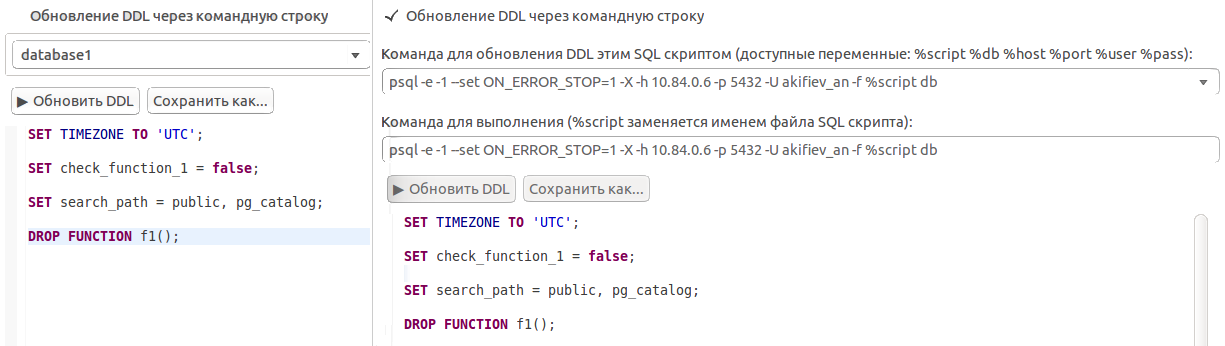 Обновление DDL через командную строку
database1
▶ Обновить DDL Сохранить как...
SET TIMEZONE TO 'UTC';
SET check_function_1 = false;
SET search_path = public, pg_catalog;
DROP FUNCTION f1();
Обновление DDL через командную строку
Команда для обновления DDL этим SQL скриптом (доступные переменные: %script %db %host %port %user %pass):
psql -e -1 --set ON_ERROR_STOP=1 -X -h 10.84.0.6 -p 5432 -U akifiev_an -f %script db
Команда для выполнения (%script заменяется именем файла SQL скрипта):
psql -e -1 --set ON_ERROR_STOP=1 -X -h 10.84.0.6 -p 5432 -U akifiev_an -f %script db
▶ Обновить DDL Сохранить как...
SET TIMEZONE TO 'UTC';
SET check_function_1 = false;
SET search_path = public, pg_catalog;
DROP FUNCTION f1();